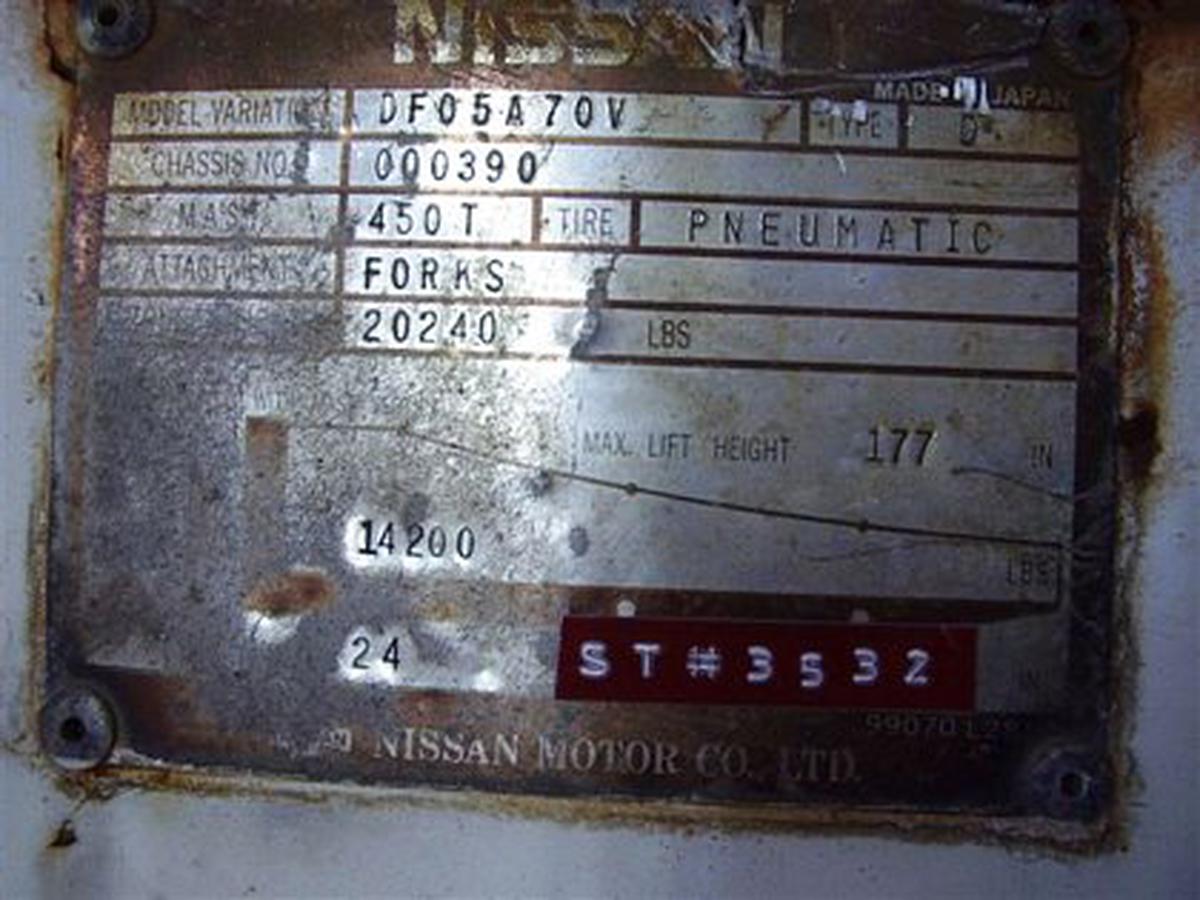 NISSAN
MADE IN JAPAN
MODEL-VARIATION DF05A70V TYPE D
CHASSIS NO. 000390
MAST 450T TIRE PNEUMATIC
ATTACHMENTS FORKS
20240 LBS
MAX. LIFT HEIGHT 177 IN
14200 LBS
24
ST#3532
NISSAN MOTOR CO. LTD.